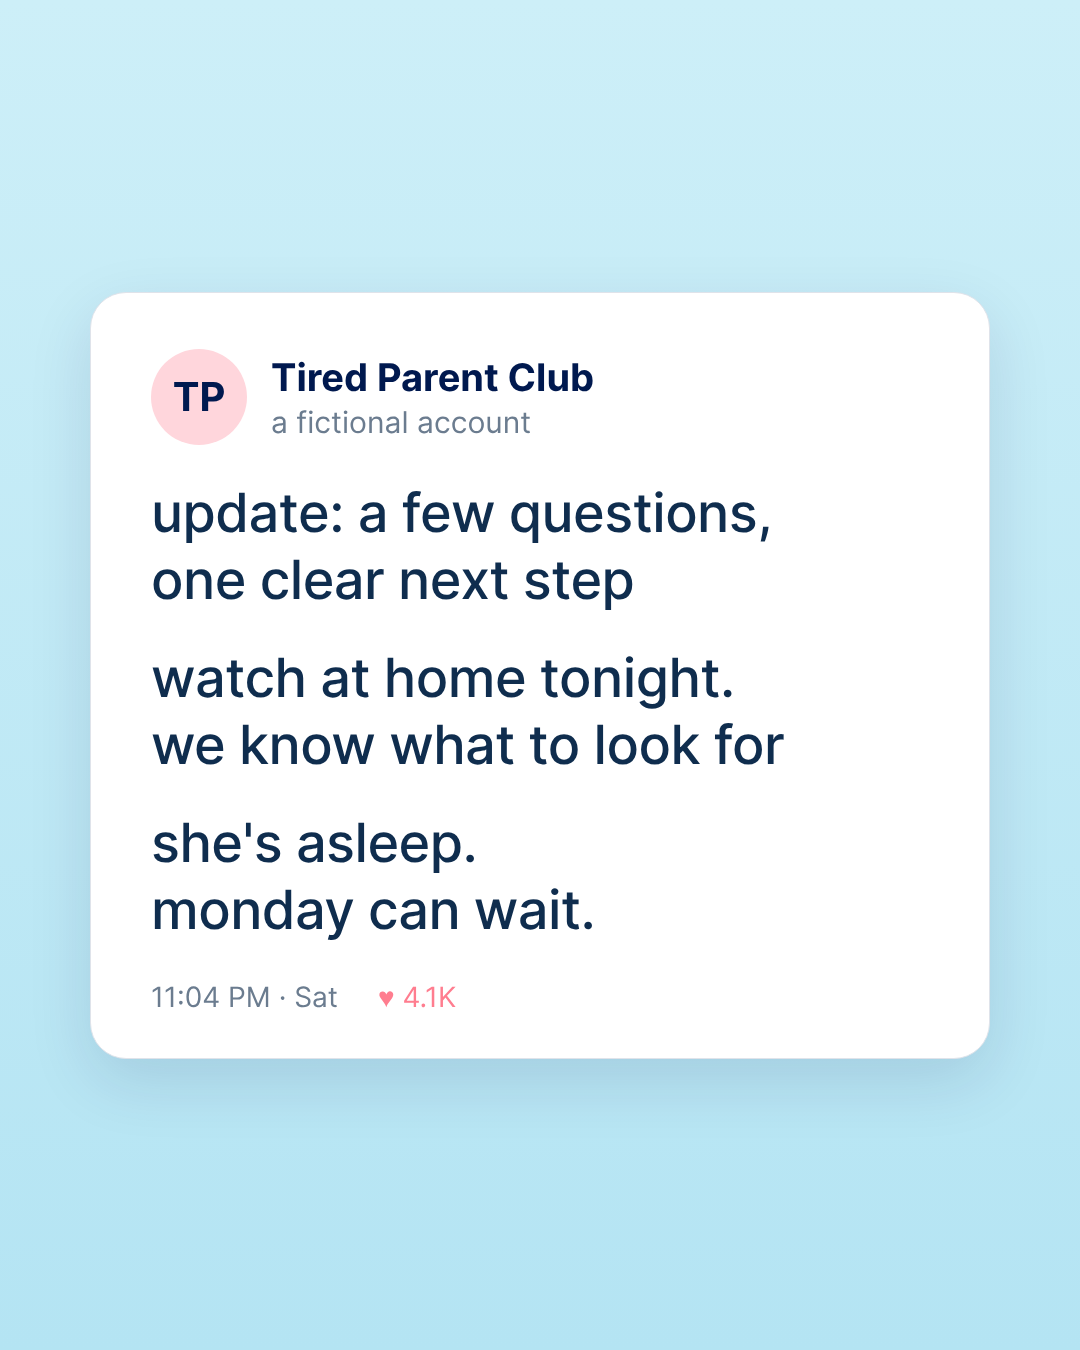 TP
Tired Parent Club
a fictional account
update: a few questions,
one clear next step
watch at home tonight.
we know what to look for
she's asleep.
monday can wait.
11:04 PM · Sat ♥ 4.1K